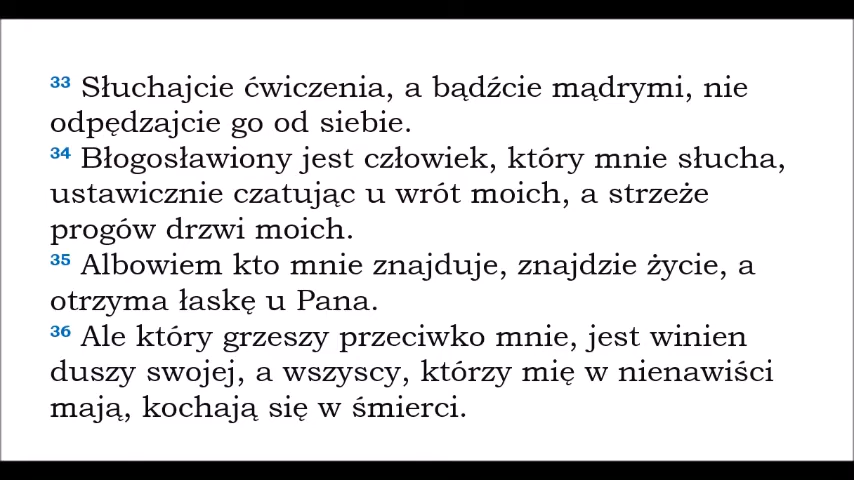 33 Słuchajcie ćwiczenia, a bądźcie mądrymi, nie
odpędzajcie go od siebie.
34 Błogosławiony jest człowiek, który mnie słucha,
ustawicznie czatując u wrót moich, a strzeże
progów drzwi moich.
35 Albowiem kto mnie znajduje, znajdzie życie, a
otrzyma łaskę u Pana.
36 Ale który grzeszy przeciwko mnie, jest winien
duszy swojej, a wszyscy, którzy mię w nienawiści
mają, kochają się w śmierci.